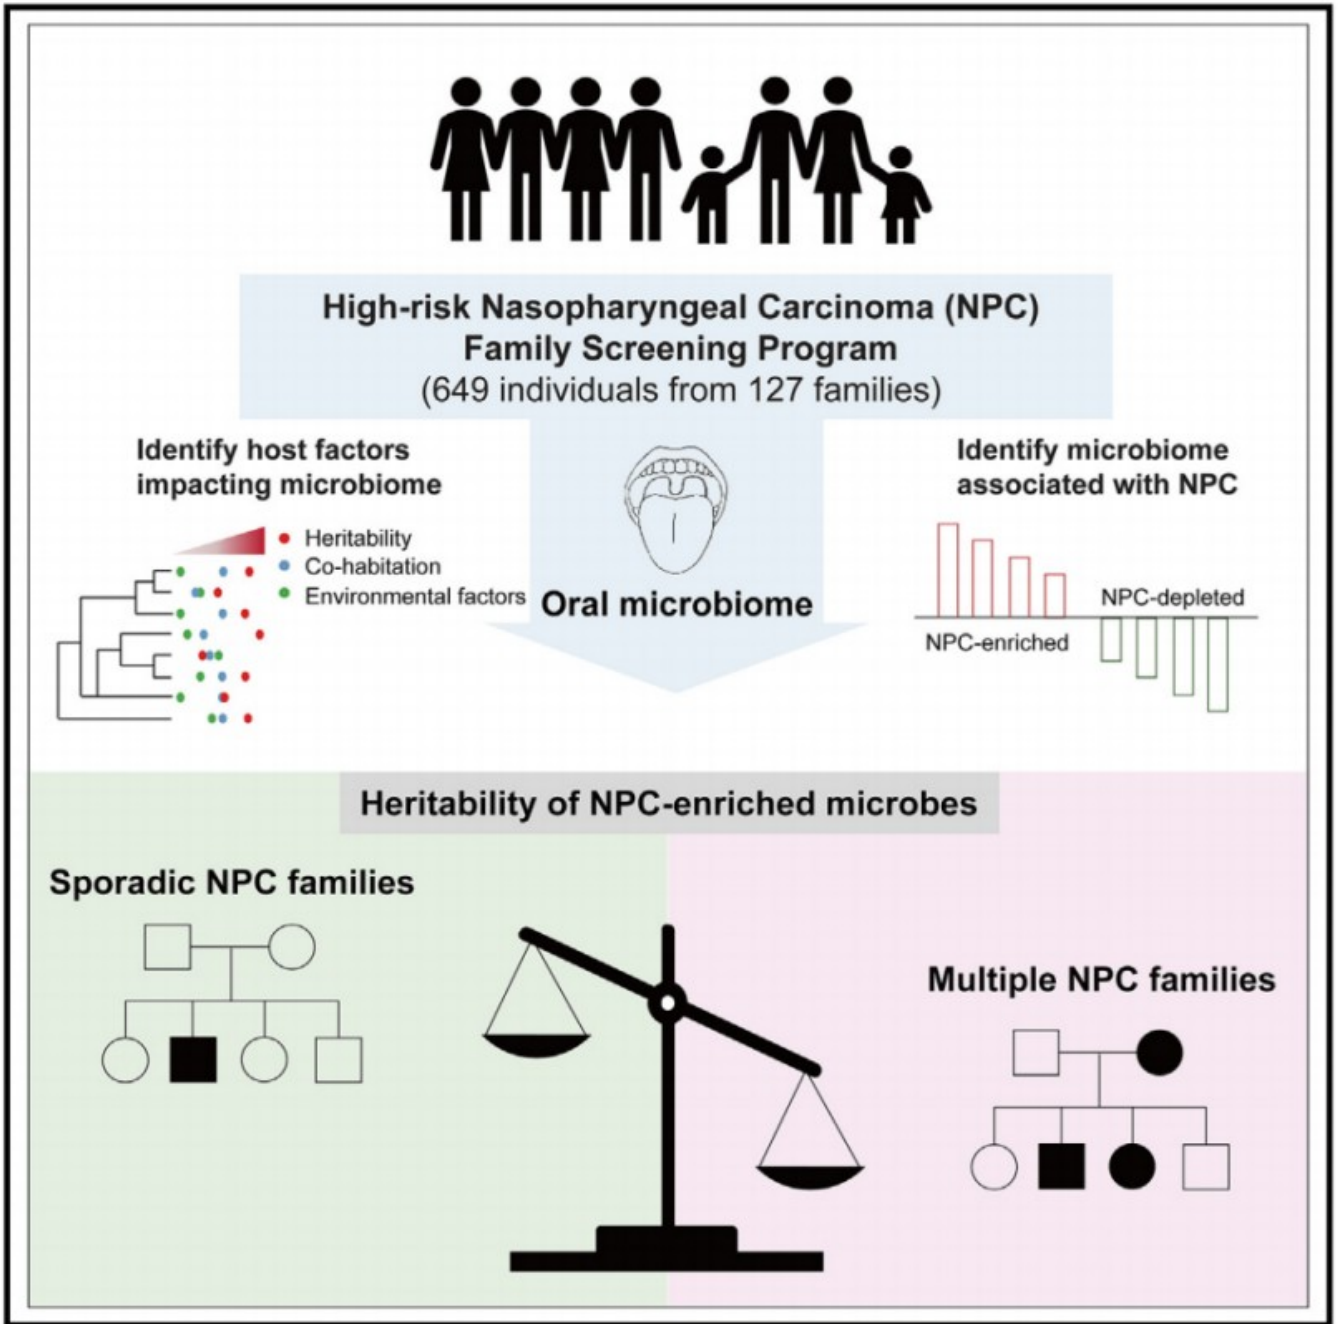 High-risk Nasopharyngeal Carcinoma (NPC)
Family Screening Program
(649 individuals from 127 families)
Identify host factors
impacting microbiome
Heritability
Co-habitation
Environmental factors
Oral microbiome
Identify microbiome
associated with NPC
NPC-depleted
NPC-enriched
Heritability of NPC-enriched microbes
Sporadic NPC families
Multiple NPC families